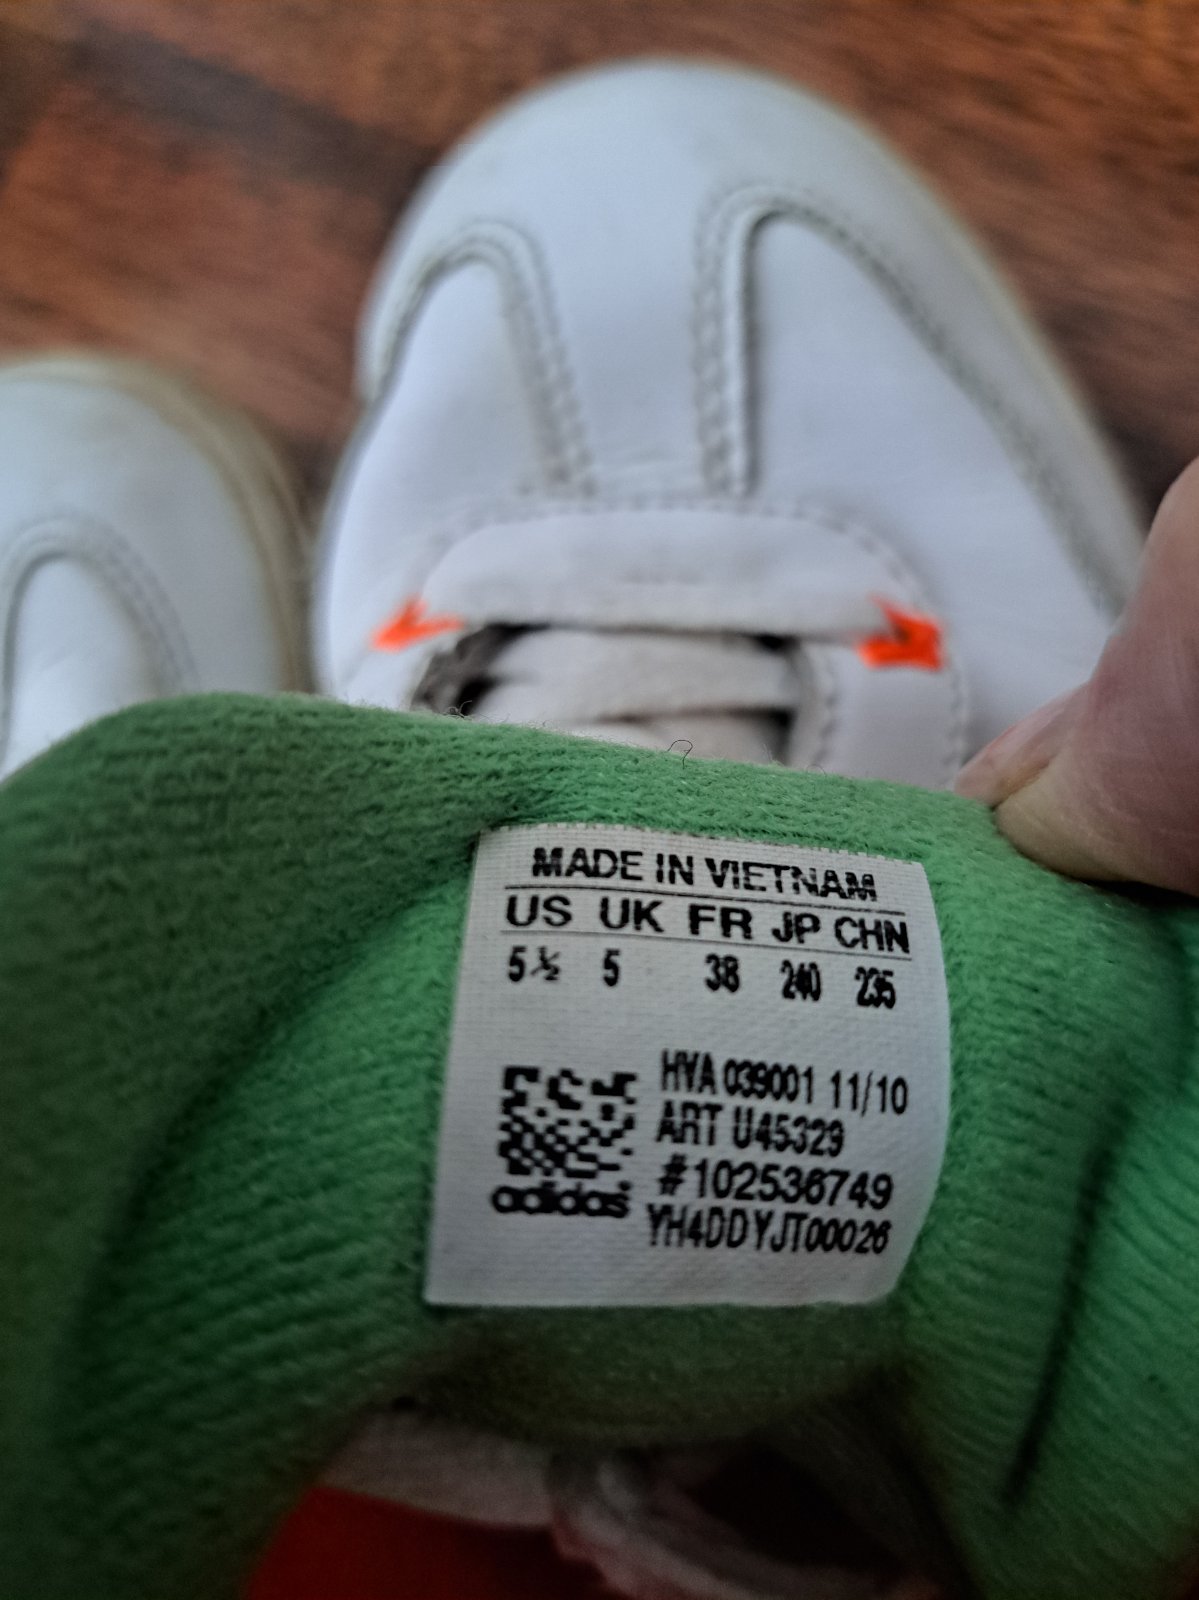 MADE IN VIETNAM
US UK FR JP CHN
5½ 5 38 240 235
HVA 039001 11/10
ART U45329
#102536749
YH4DDYJT00026
adidas